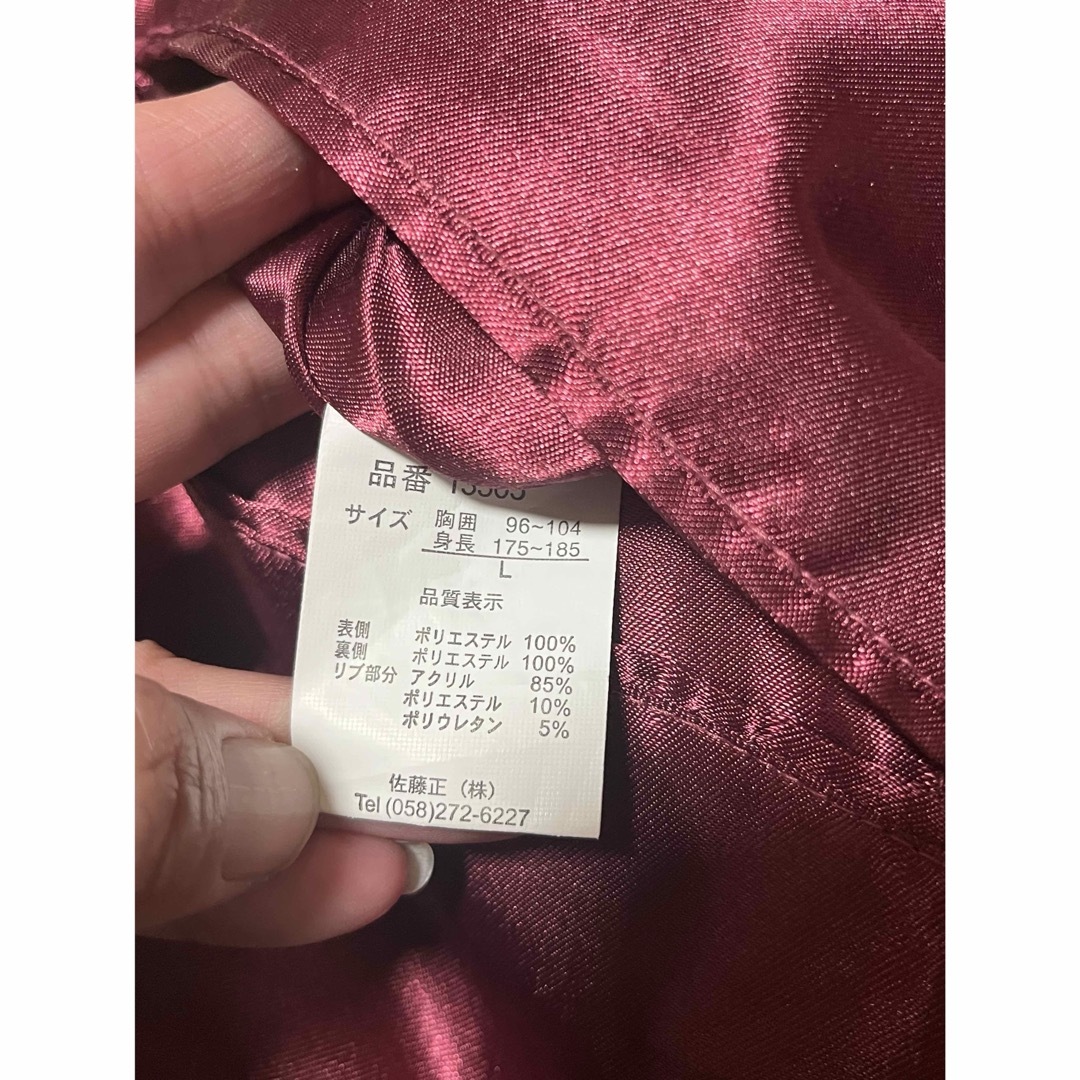 品番
サイズ 胸囲 96~104
身長 175~185
L
品質表示
表側 ポリエステル 100%
裏側 ポリエステル 100%
リブ部分 アクリル 85%
ポリエステル 10%
ポリウレタン 5%
佐藤正（株）
Tel (058)272-6227